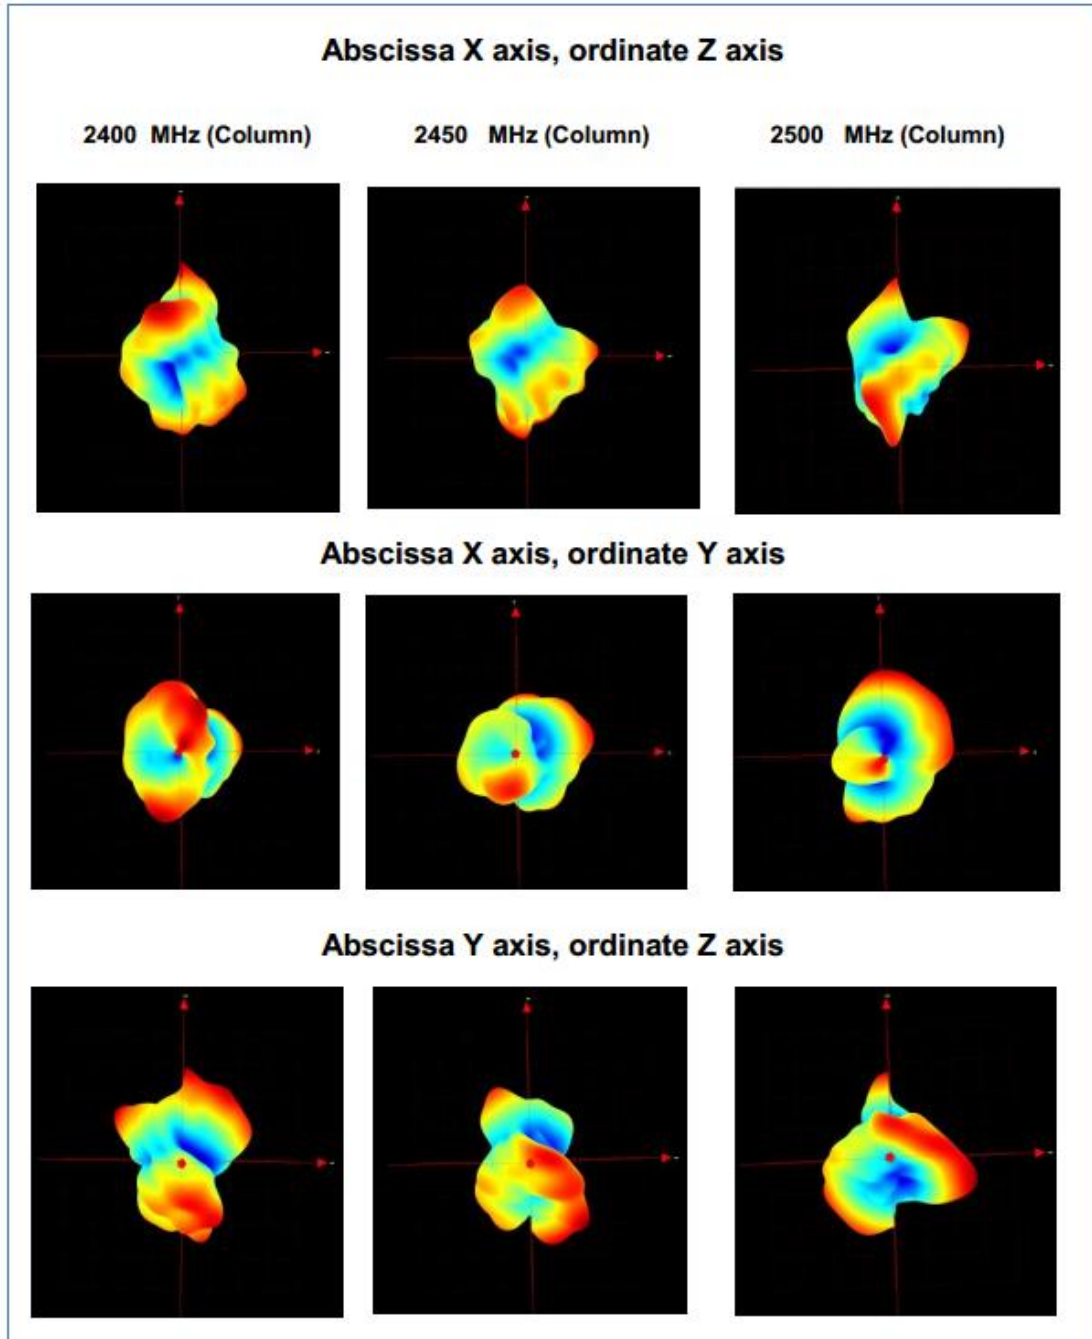 Abscissa X axis, ordinate Z axis
2400 MHz (Column) 2450 MHz (Column) 2500 MHz (Column)
Abscissa X axis, ordinate Y axis
Abscissa Y axis, ordinate Z axis